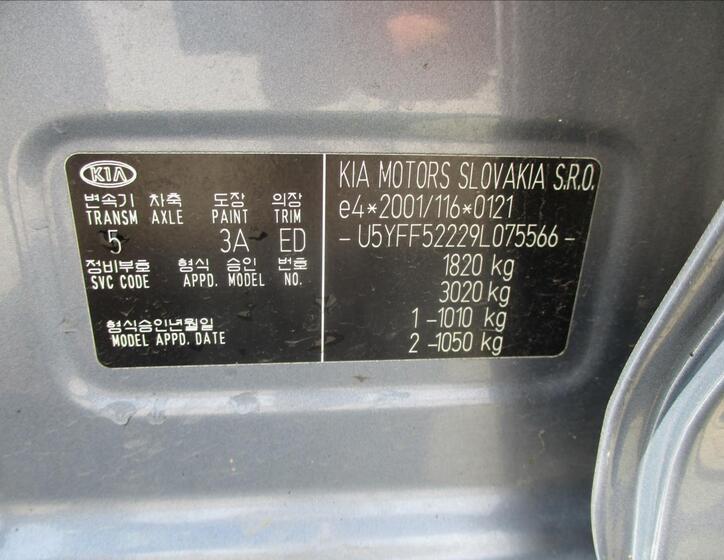 KIA
변속기 차축 도장 의장
TRANSM AXLE PAINT TRIM
5 3A ED
정비부호 형식 승인 번호
SVC CODE APPD. MODEL NO.
형식승인년월일
MODEL APPD. DATE
KIA MOTORS SLOVAKIA S.R.O.
e4*2001/116*0121
-U5YFF52229L075566-
1820 kg
3020 kg
1 -1010 kg
2 -1050 kg